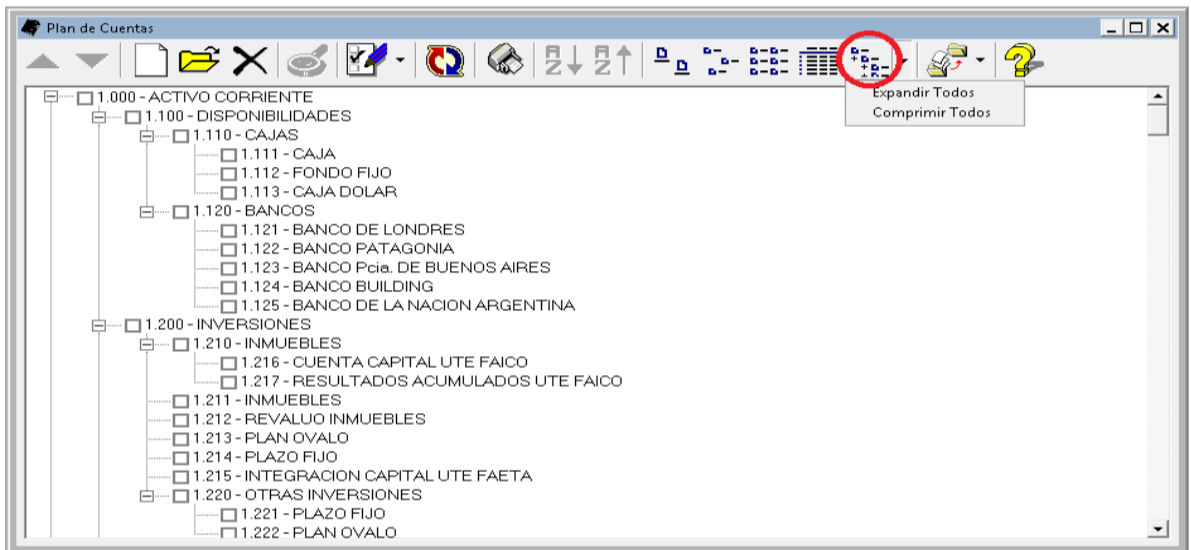 Plan de Cuentas
Expandir Todos
Comprimir Todos
1.000 - ACTIVO CORRIENTE
1.100 - DISPONIBILIDADES
1.110 - CAJAS
1.111 - CAJA
1.112 - FONDO FIJO
1.113 - CAJA DOLAR
1.120 - BANCOS
1.121 - BANCO DE LONDRES
1.122 - BANCO PATAGONIA
1.123 - BANCO Pcia. DE BUENOS AIRES
1.124 - BANCO BUILDING
1.125 - BANCO DE LA NACION ARGENTINA
1.200 - INVERSIONES
1.210 - INMUEBLES
1.216 - CUENTA CAPITAL UTE FAICO
1.217 - RESULTADOS ACUMULADOS UTE FAICO
1.211 - INMUEBLES
1.212 - REVALUO INMUEBLES
1.213 - PLAN OVALO
1.214 - PLAZO FIJO
1.215 - INTEGRACION CAPITAL UTE FAETA
1.220 - OTRAS INVERSIONES
1.221 - PLAZO FIJO
1.222 - PLAN OVALO